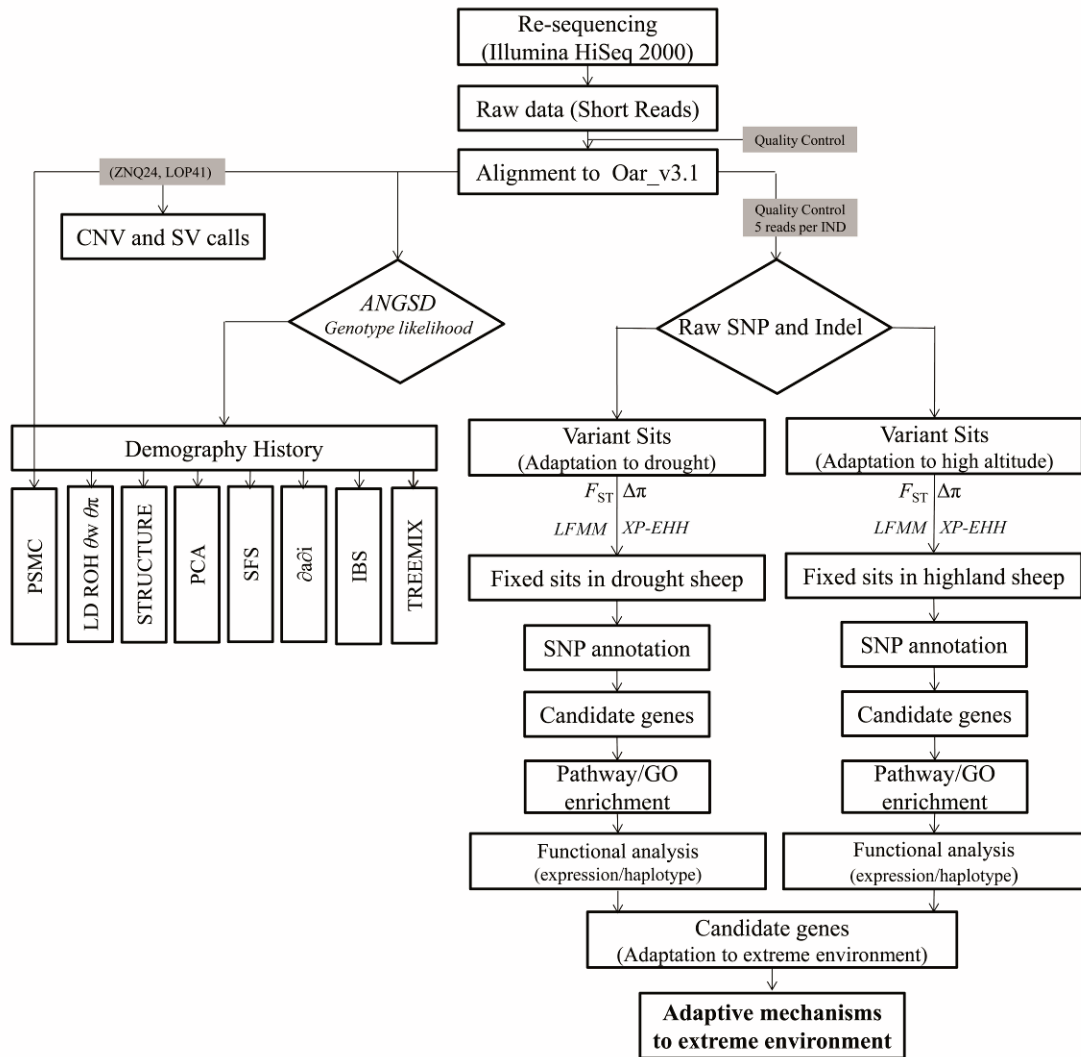 Re-sequencing
(Illumina HiSeq 2000)
Raw data (Short Reads)
Quality Control
Alignment to Oar_v3.1
(ZNQ24, LOP41)
CNV and SV calls
Quality Control
5 reads per IND
ANGSD
Genotype likelihood
Raw SNP and Indel
Demography History
PSMC
LD ROH θw θπ
STRUCTURE
PCA
SFS
∂a∂i
IBS
TREEMIX
Variant Sits
(Adaptation to drought)
FST Δπ
LFMM XP-EHH
Fixed sits in drought sheep
SNP annotation
Candidate genes
Pathway/GO
enrichment
Functional analysis
(expression/haplotype)
Variant Sits
(Adaptation to high altitude)
FST Δπ
LFMM XP-EHH
Fixed sits in highland sheep
SNP annotation
Candidate genes
Pathway/GO
enrichment
Functional analysis
(expression/haplotype)
Candidate genes
(Adaptation to extreme environment)
Adaptive mechanisms
to extreme environment